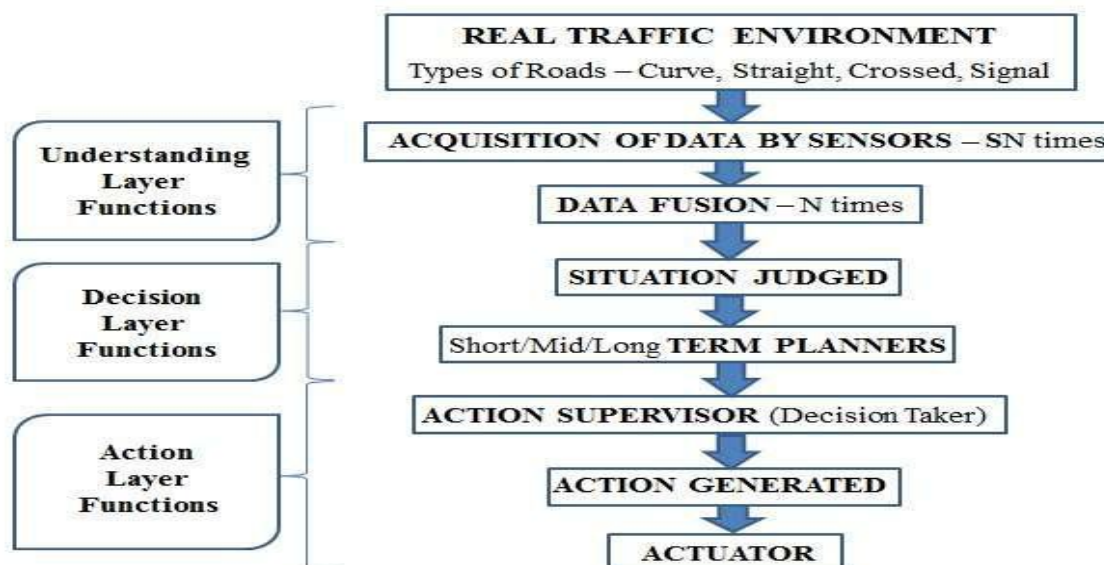 REAL TRAFFIC ENVIRONMENT
Types of Roads – Curve, Straight, Crossed, Signal
ACQUISITION OF DATA BY SENSORS – SN times
DATA FUSION – N times
SITUATION JUDGED
Short/Mid/Long TERM PLANNERS
ACTION SUPERVISOR (Decision Taker)
ACTION GENERATED
ACTUATOR
Understanding
Layer
Functions
Decision
Layer
Functions
Action
Layer
Functions